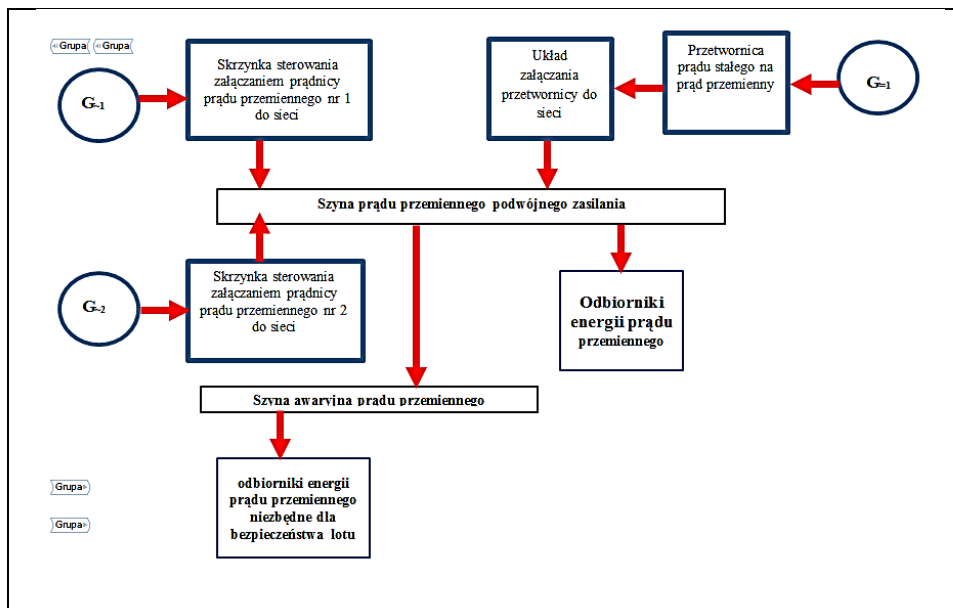 Grupa Grupa
G~1
Skrzynka sterowania
załączaniem prądnicy
prądu przemiennego nr 1
do sieci
Układ
załączania
przetwornicy do
sieci
Przetwornica
prądu stałego na
prąd przemienny
G=1
Szyna prądu przemiennego podwójnego zasilania
G~2
Skrzynka sterowania
załączaniem prądnicy
prądu przemiennego nr 2
do sieci
Odbiorniki
energii prądu
przemiennego
Szyna awaryjna prądu przemiennego
odbiorniki energii
prądu przemiennego
niezbędne dla
bezpieczeństwa lotu
Grupa
Grupa